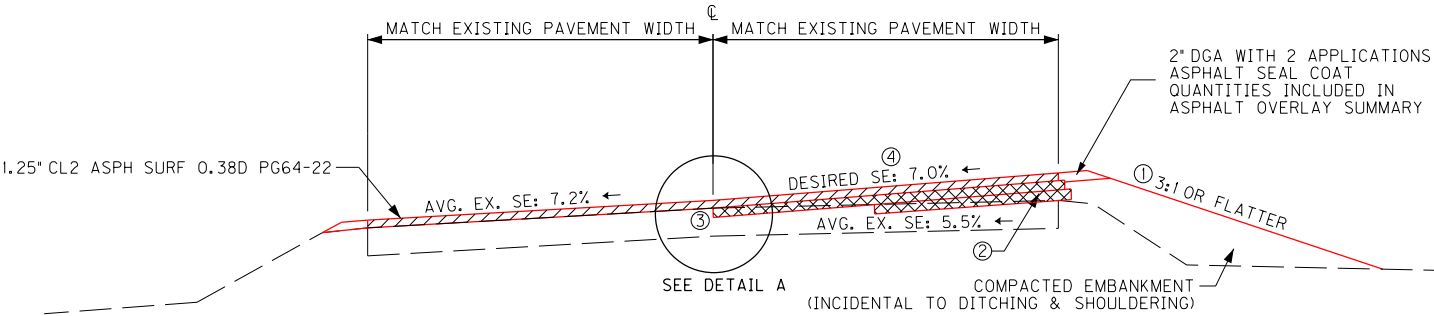 ℄
MATCH EXISTING PAVEMENT WIDTH
MATCH EXISTING PAVEMENT WIDTH
2" DGA WITH 2 APPLICATIONS
ASPHALT SEAL COAT
QUANTITIES INCLUDED IN
ASPHALT OVERLAY SUMMARY
1.25" CL2 ASPH SURF 0.38D PG64-22
④
DESIRED SE: 7.0% ←
① 3:1 OR FLATTER
AVG. EX. SE: 7.2% ←
③
AVG. EX. SE: 5.5% ←
②
SEE DETAIL A
COMPACTED EMBANKMENT
(INCIDENTAL TO DITCHING & SHOULDERING)